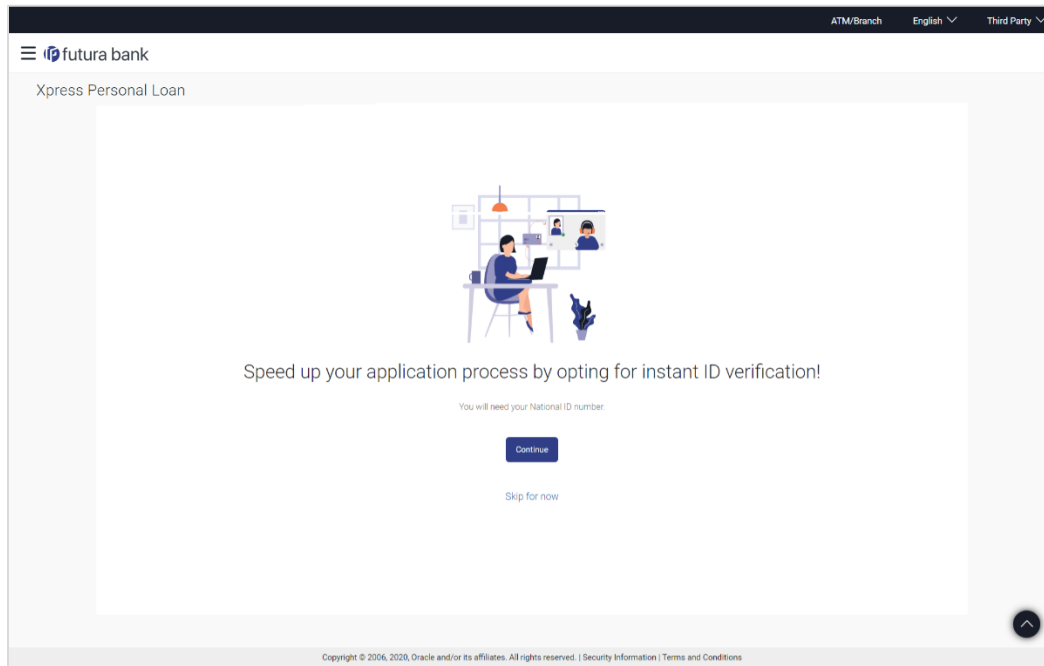 ATM/Branch English Third Party
futura bank
Xpress Personal Loan
Speed up your application process by opting for instant ID verification!
You will need your National ID number.
Continue
Skip for now
Copyright © 2006, 2020, Oracle and/or its affiliates. All rights reserved. | Security Information | Terms and Conditions